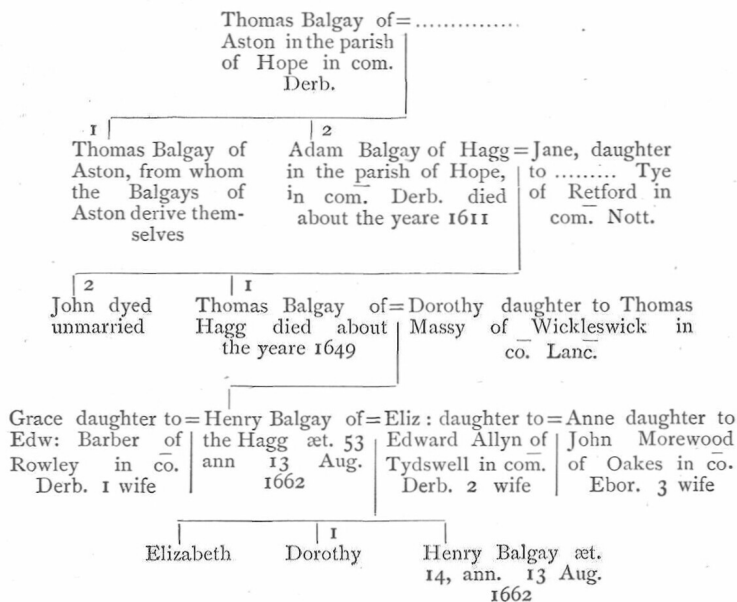 Thomas Balgay of = ...............
Aston in the parish
of Hope in com.
Derb.
1 2
Thomas Balgay of Adam Balgay of Hagg = Jane, daughter
Aston, from whom in the parish of Hope, to ......... Tye
the Balgays of in com̅. Derb. died of Retford in
Aston derive them- about the yeare 1611 com̅. Nott.
selves
2 1
John dyed Thomas Balgay of = Dorothy daughter to Thomas
unmarried Hagg died about Massy of Wickleswick in
the yeare 1649 co̅. Lanc̅.
Grace daughter to = Henry Balgay of = Eliz : daughter to = Anne daughter to
Edw: Barber of the Hagg æt. 53 Edward Allyn of John Morewood
Rowley in co̅. ann 13 Aug. Tydswell in com̅. of Oakes in co̅.
Derb. 1 wife 1662 Derb. 2 wife Ebor. 3 wife
1
Elizabeth Dorothy Henry Balgay æt.
14, ann. 13 Aug.
1662